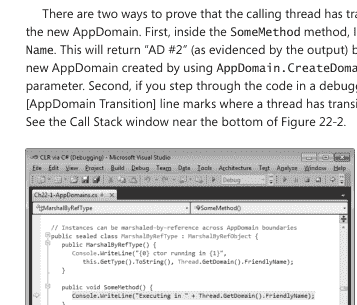 There are two ways to prove that the calling thread has tra
the new AppDomain. First, inside the SomeMethod method, I
Name. This will return "AD #2" (as evidenced by the output) b
new AppDomain created by using AppDomain.CreateDoma
parameter. Second, if you step through the code in a debugg
[AppDomain Transition] line marks where a thread has transi
See the Call Stack window near the bottom of Figure 22-2.
CLR via C# (Debugging) - Microsoft Visual Studio
File Edit View Project Build Debug Team Data Tools Architecture Test Analyze Window Help
Debug
Ch22-1-AppDomains.cs
MarshalByRefType
SomeMethod()
// Instances can be marshaled-by-reference across AppDomain boundaries
public sealed class MarshalByRefType : MarshalByRefObject {
public MarshalByRefType() {
Console.WriteLine("{0} ctor running in {1}",
this.GetType().ToString(), Thread.GetDomain().FriendlyName);
}
public void SomeMethod() {
Console.WriteLine("Executing in " + Thread.GetDomain().FriendlyName);
}